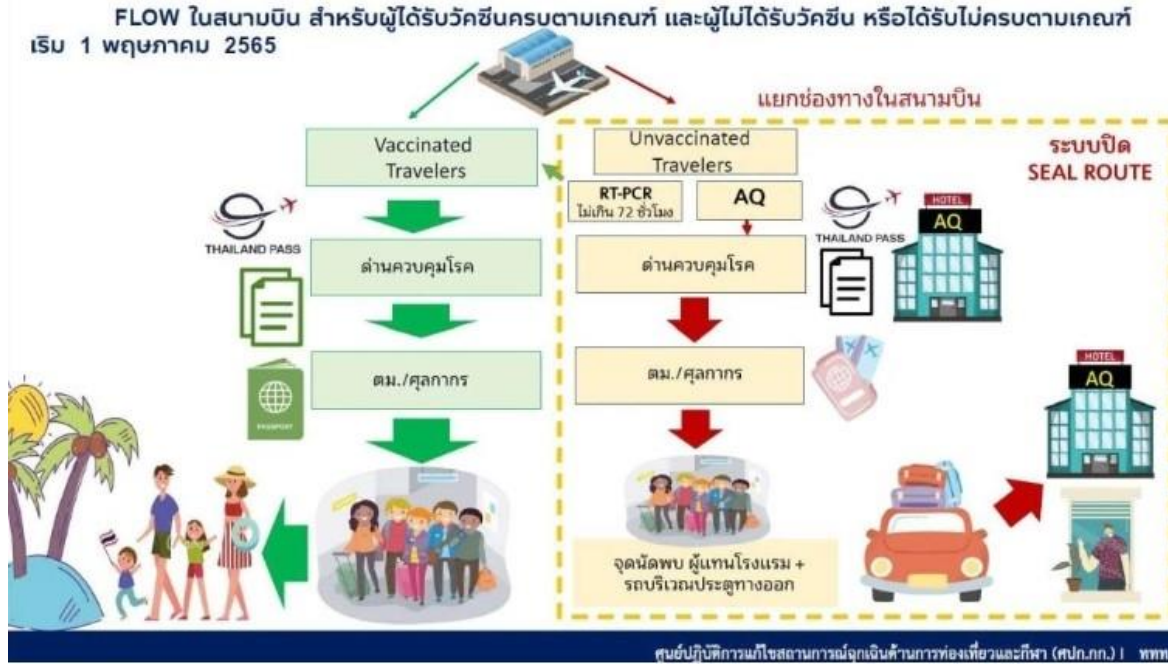 FLOW ในสนามบิน สำหรับผู้ได้รับวัคซีนครบตามเกณฑ์ และผู้ไม่ได้รับวัคซีน หรือได้รับไม่ครบตามเกณฑ์
เริ่ม 1 พฤษภาคม 2565
แยกช่องทางในสนามบิน
Vaccinated
Travelers
Unvaccinated
Travelers
ระบบปิด
SEAL ROUTE
RT-PCR
ไม่เกิน 72 ชั่วโมง
AQ
THAILAND PASS
THAILAND PASS
HOTEL
AQ
ด่านควบคุมโรค
ด่านควบคุมโรค
ตม./ศุลกากร
ตม./ศุลกากร
PASSPORT
HOTEL
AQ
จุดนัดพบ ผู้แทนโรงแรม +
รถบริเวณประตูทางออก
ศูนย์ปฏิบัติการแก้ไขสถานการณ์ฉุกเฉินด้านการท่องเที่ยวและกีฬา (ศปก.กก.) l ททท